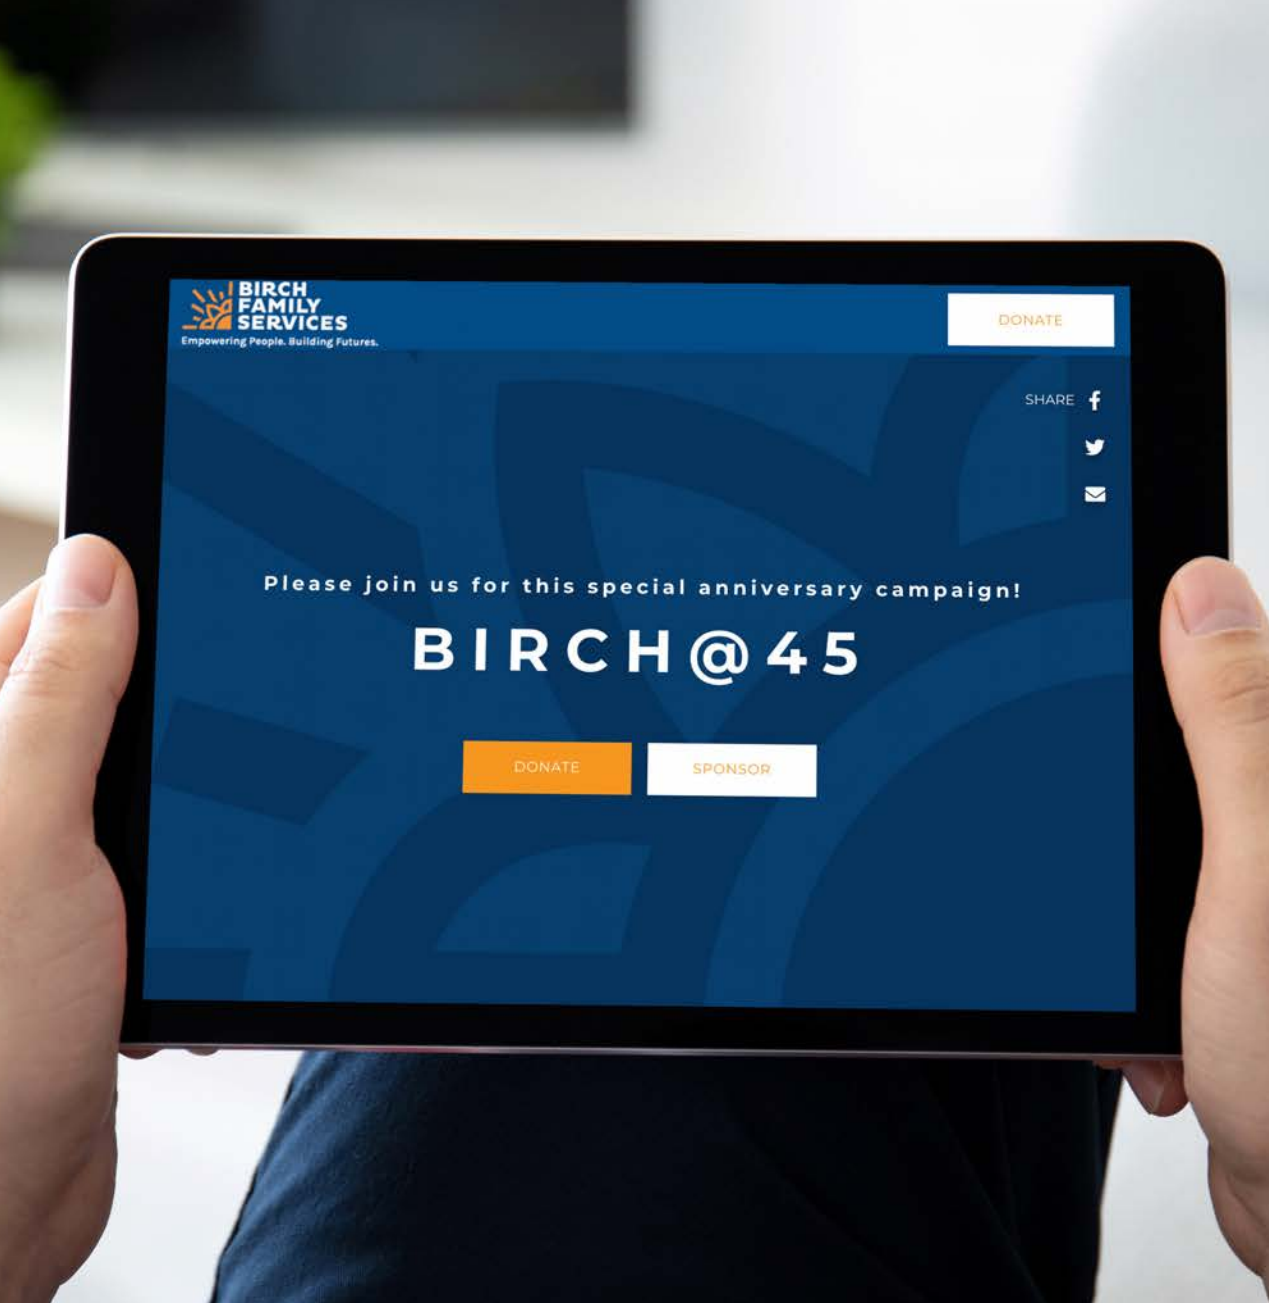 BIRCH
FAMILY
SERVICES
Empowering People. Building Futures.
DONATE
SHARE
Please join us for this special anniversary campaign!
BIRCH@45
DONATE
SPONSOR